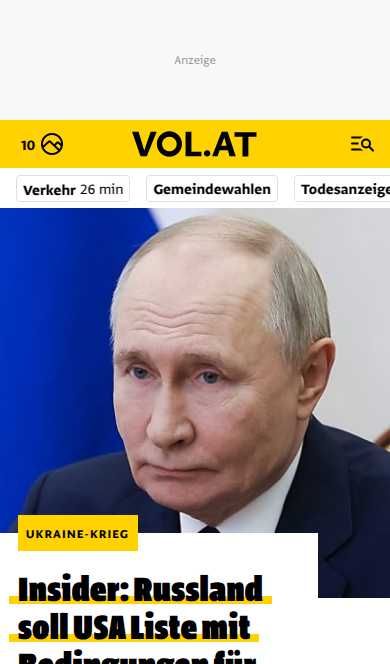 Anzeige
10
VOL.AT
Verkehr 26 min
Gemeindewahlen
Todesanzeige
UKRAINE-KRIEG
Insider: Russland
soll USA Liste mit
Bedingungen für